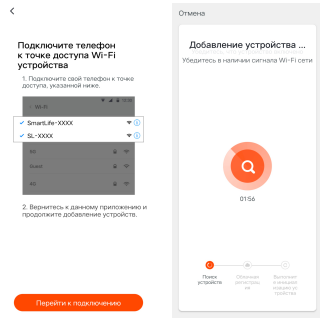 Подключите телефон
к точке доступа Wi-Fi
устройства
1. Подключите свой телефон к точке
доступа, указанной ниже.
Wi-Fi
SmartLife-XXXX
SL-XXXX
2. Вернитесь к данному приложению и
продолжите добавление устройств.
Перейти к подключению
Отмена
Добавление устройства ...
Убедитесь в наличии сигнала Wi-Fi сети
01:56
Поиск
устройств